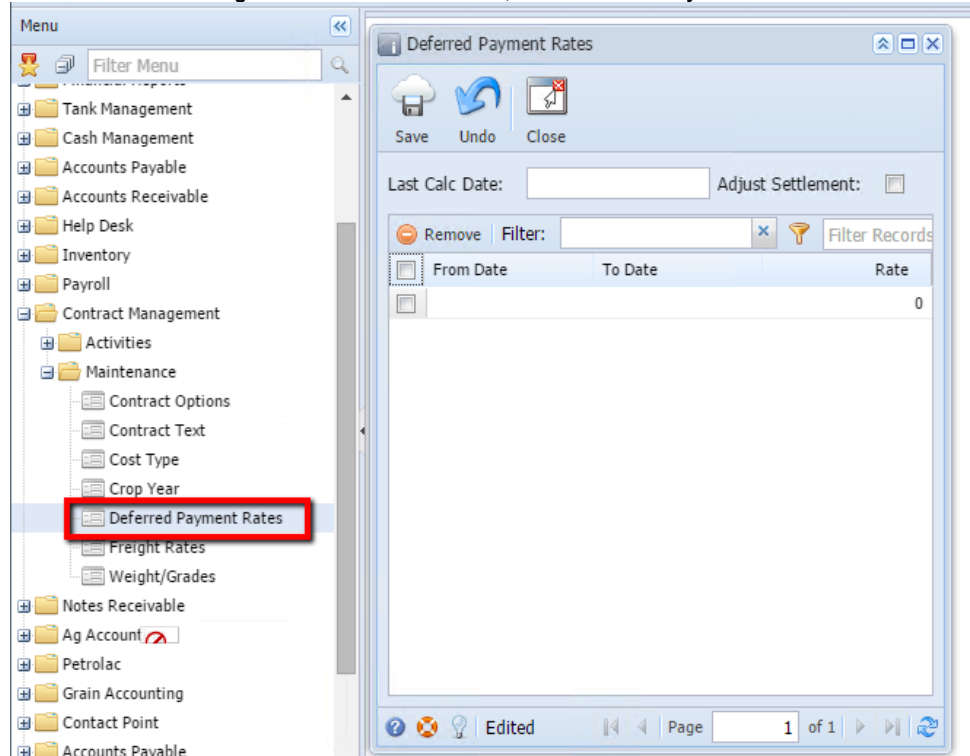 Menu
Filter Menu
Tank Management
Cash Management
Accounts Payable
Accounts Receivable
Help Desk
Inventory
Payroll
Contract Management
Activities
Maintenance
Contract Options
Contract Text
Cost Type
Crop Year
Deferred Payment Rates
Freight Rates
Weight/Grades
Notes Receivable
Ag Account
Petrolac
Grain Accounting
Contact Point
Accounts Payable
Deferred Payment Rates
Save Undo Close
Last Calc Date: Adjust Settlement:
Remove Filter: Filter Records
From Date To Date Rate
0
Edited Page 1 of 1